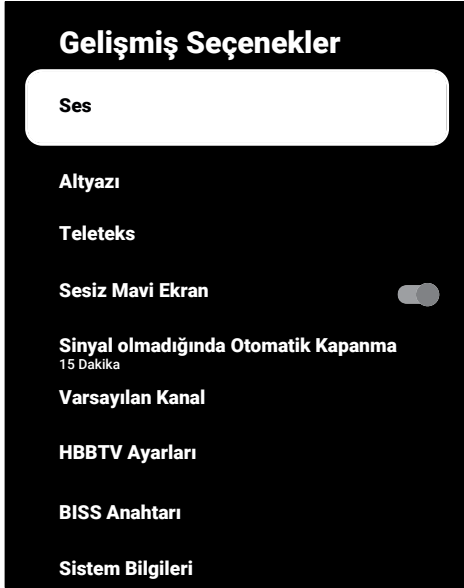 Gelişmiş Seçenekler
Ses
Altyazı
Teleteks
Sesiz Mavi Ekran
Sinyal olmadığında Otomatik Kapanma
15 Dakika
Varsayılan Kanal
HBBTV Ayarları
BISS Anahtarı
Sistem Bilgileri